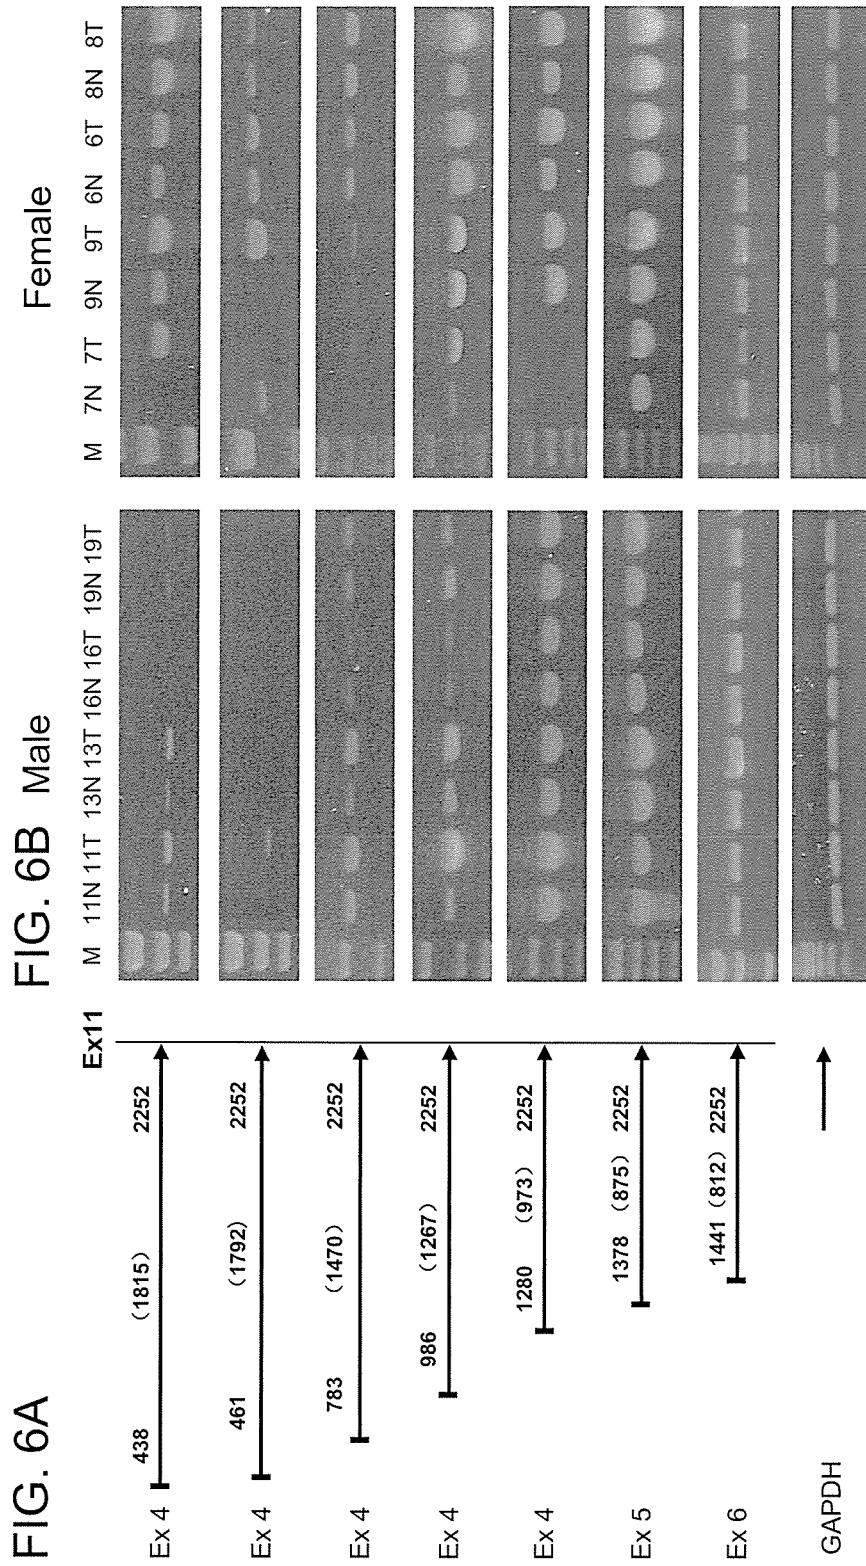 FIG. 6A
FIG. 6B
Male
Female
Ex11
M 11N 11T 13N 13T 16N 16T 19N 19T
M 7N 7T 9N 9T 6N 6T 8N 8T
Ex 4 438 (1815) 2252
Ex 4 461 (1792) 2252
Ex 4 783 (1470) 2252
Ex 4 986 (1267) 2252
Ex 4 1280 (973) 2252
Ex 5 1378 (875) 2252
Ex 6 1441 (812) 2252
GAPDH